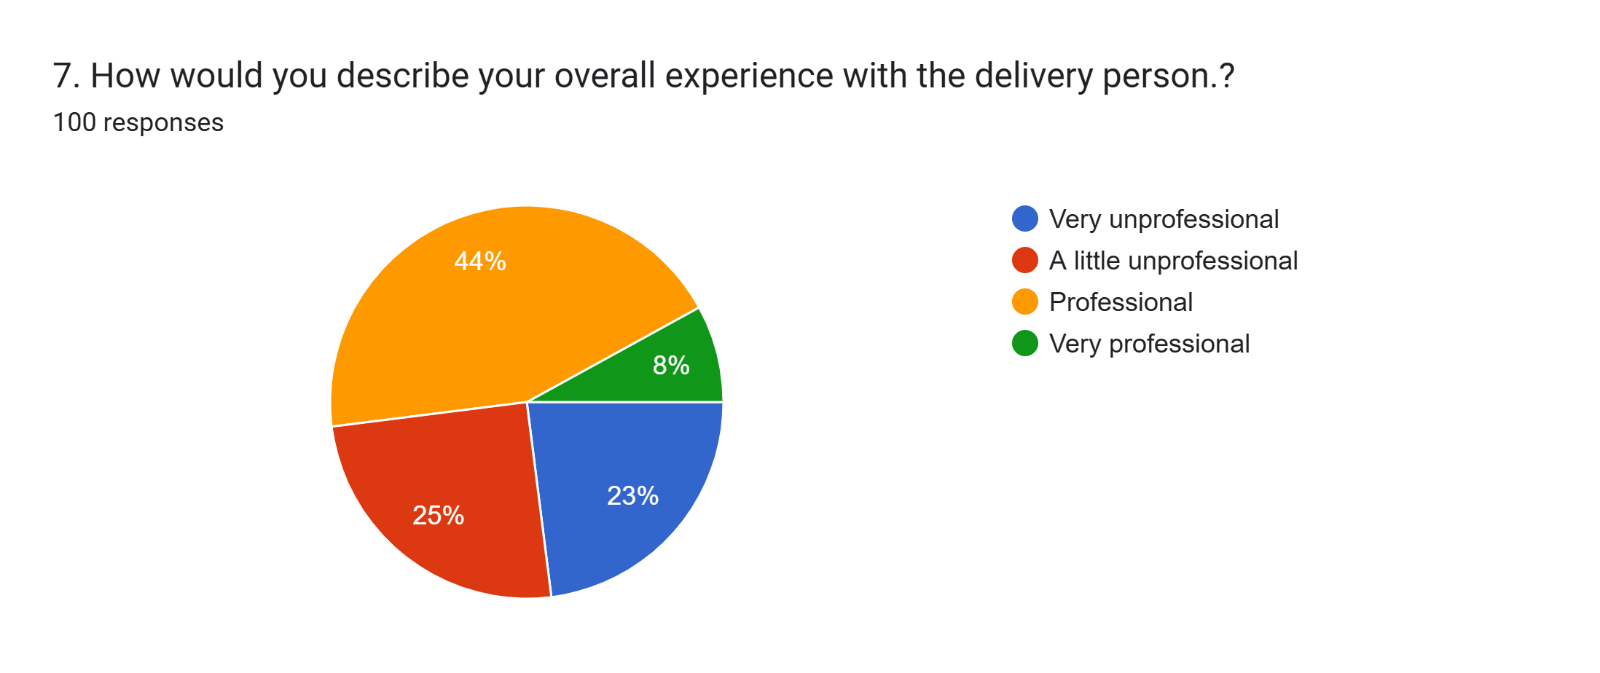 7. How would you describe your overall experience with the delivery person.?
100 responses
44%
8%
23%
25%
Very unprofessional
A little unprofessional
Professional
Very professional